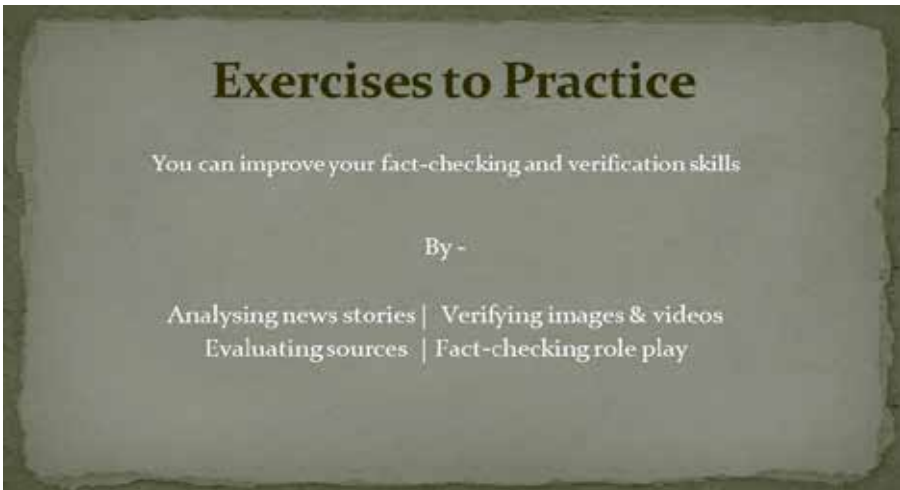 Exercises to Practice
You can improve your fact-checking and verification skills
By -
Analysing news stories | Verifying images & videos
Evaluating sources | Fact-checking role play